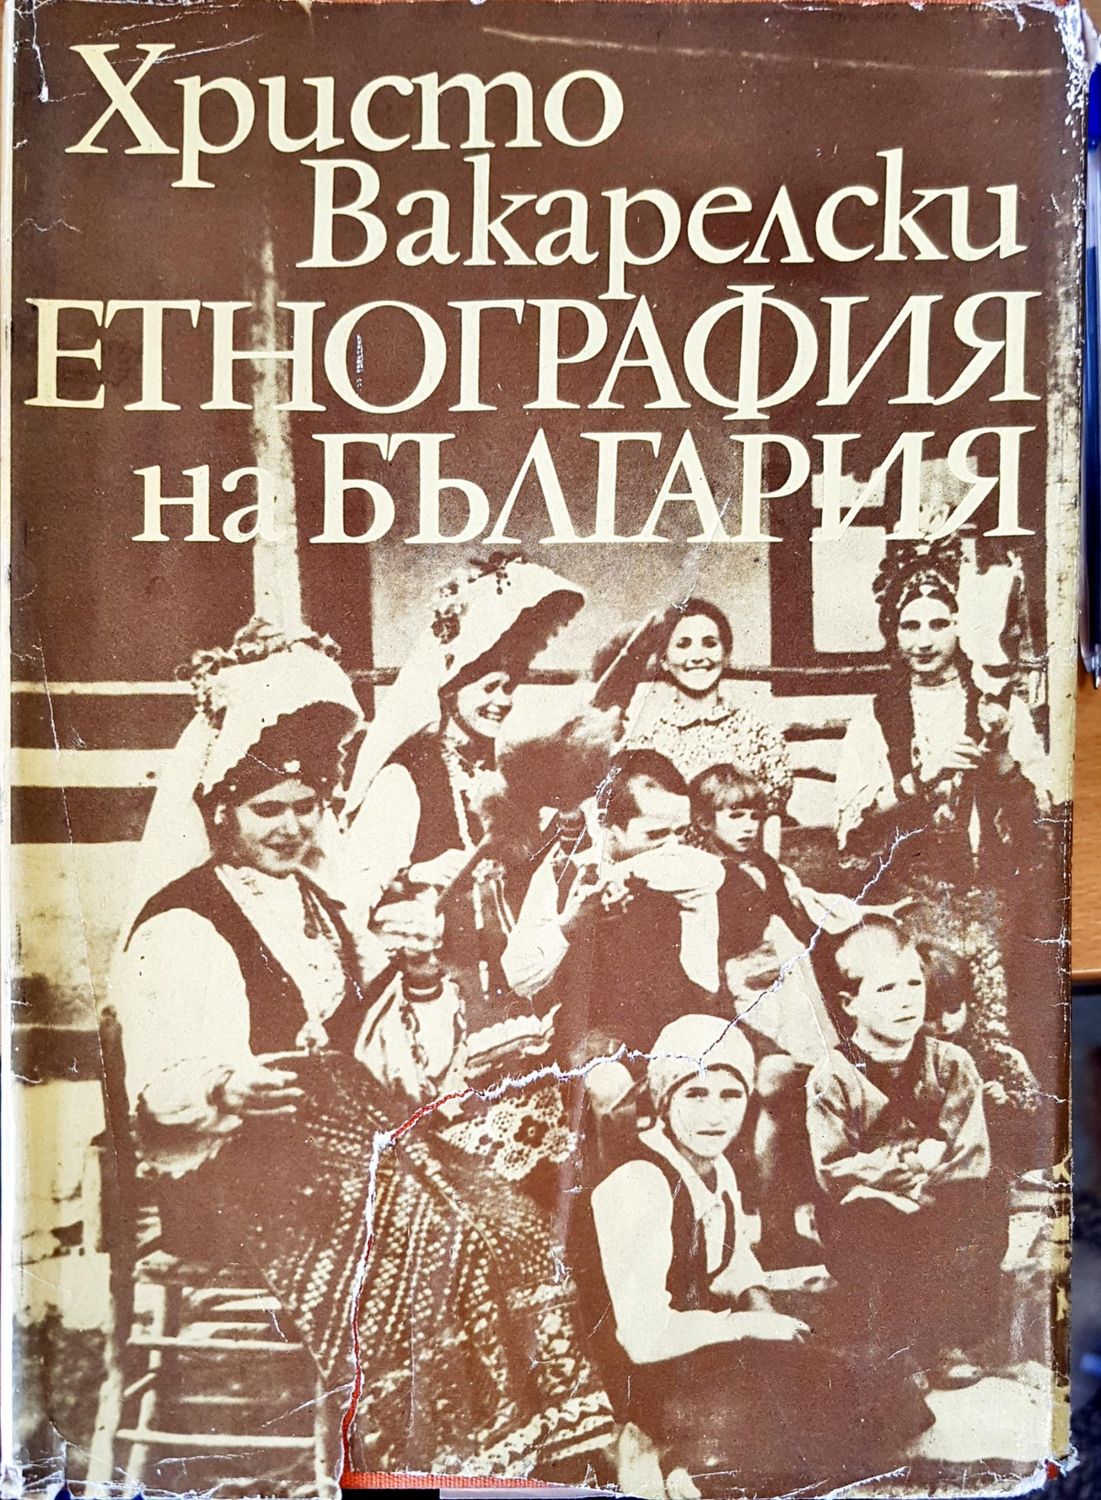 Христо
Вакарелски
ЕТНОГРАФИЯ
на БЪЛГАРИЯ